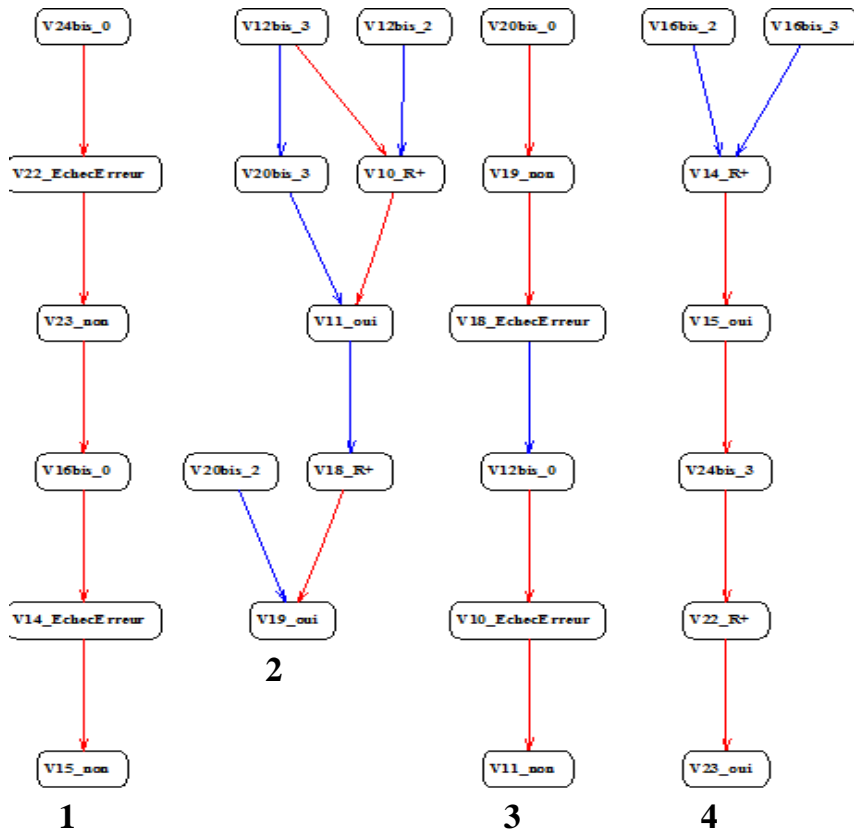 V24bis_0
V12bis_3
V12bis_2
V20bis_0
V16bis_2
V16bis_3
V22_EchecErreur
V20bis_3
V10_R+
V19_non
V14_R+
V23_non
V11_oui
V18_EchecErreur
V15_oui
V16bis_0
V20bis_2
V18_R+
V12bis_0
V24bis_3
V14_EchecErreur
V19_oui
V10_EchecErreur
V22_R+
2
V15_non
V11_non
V23_oui
1
3
4